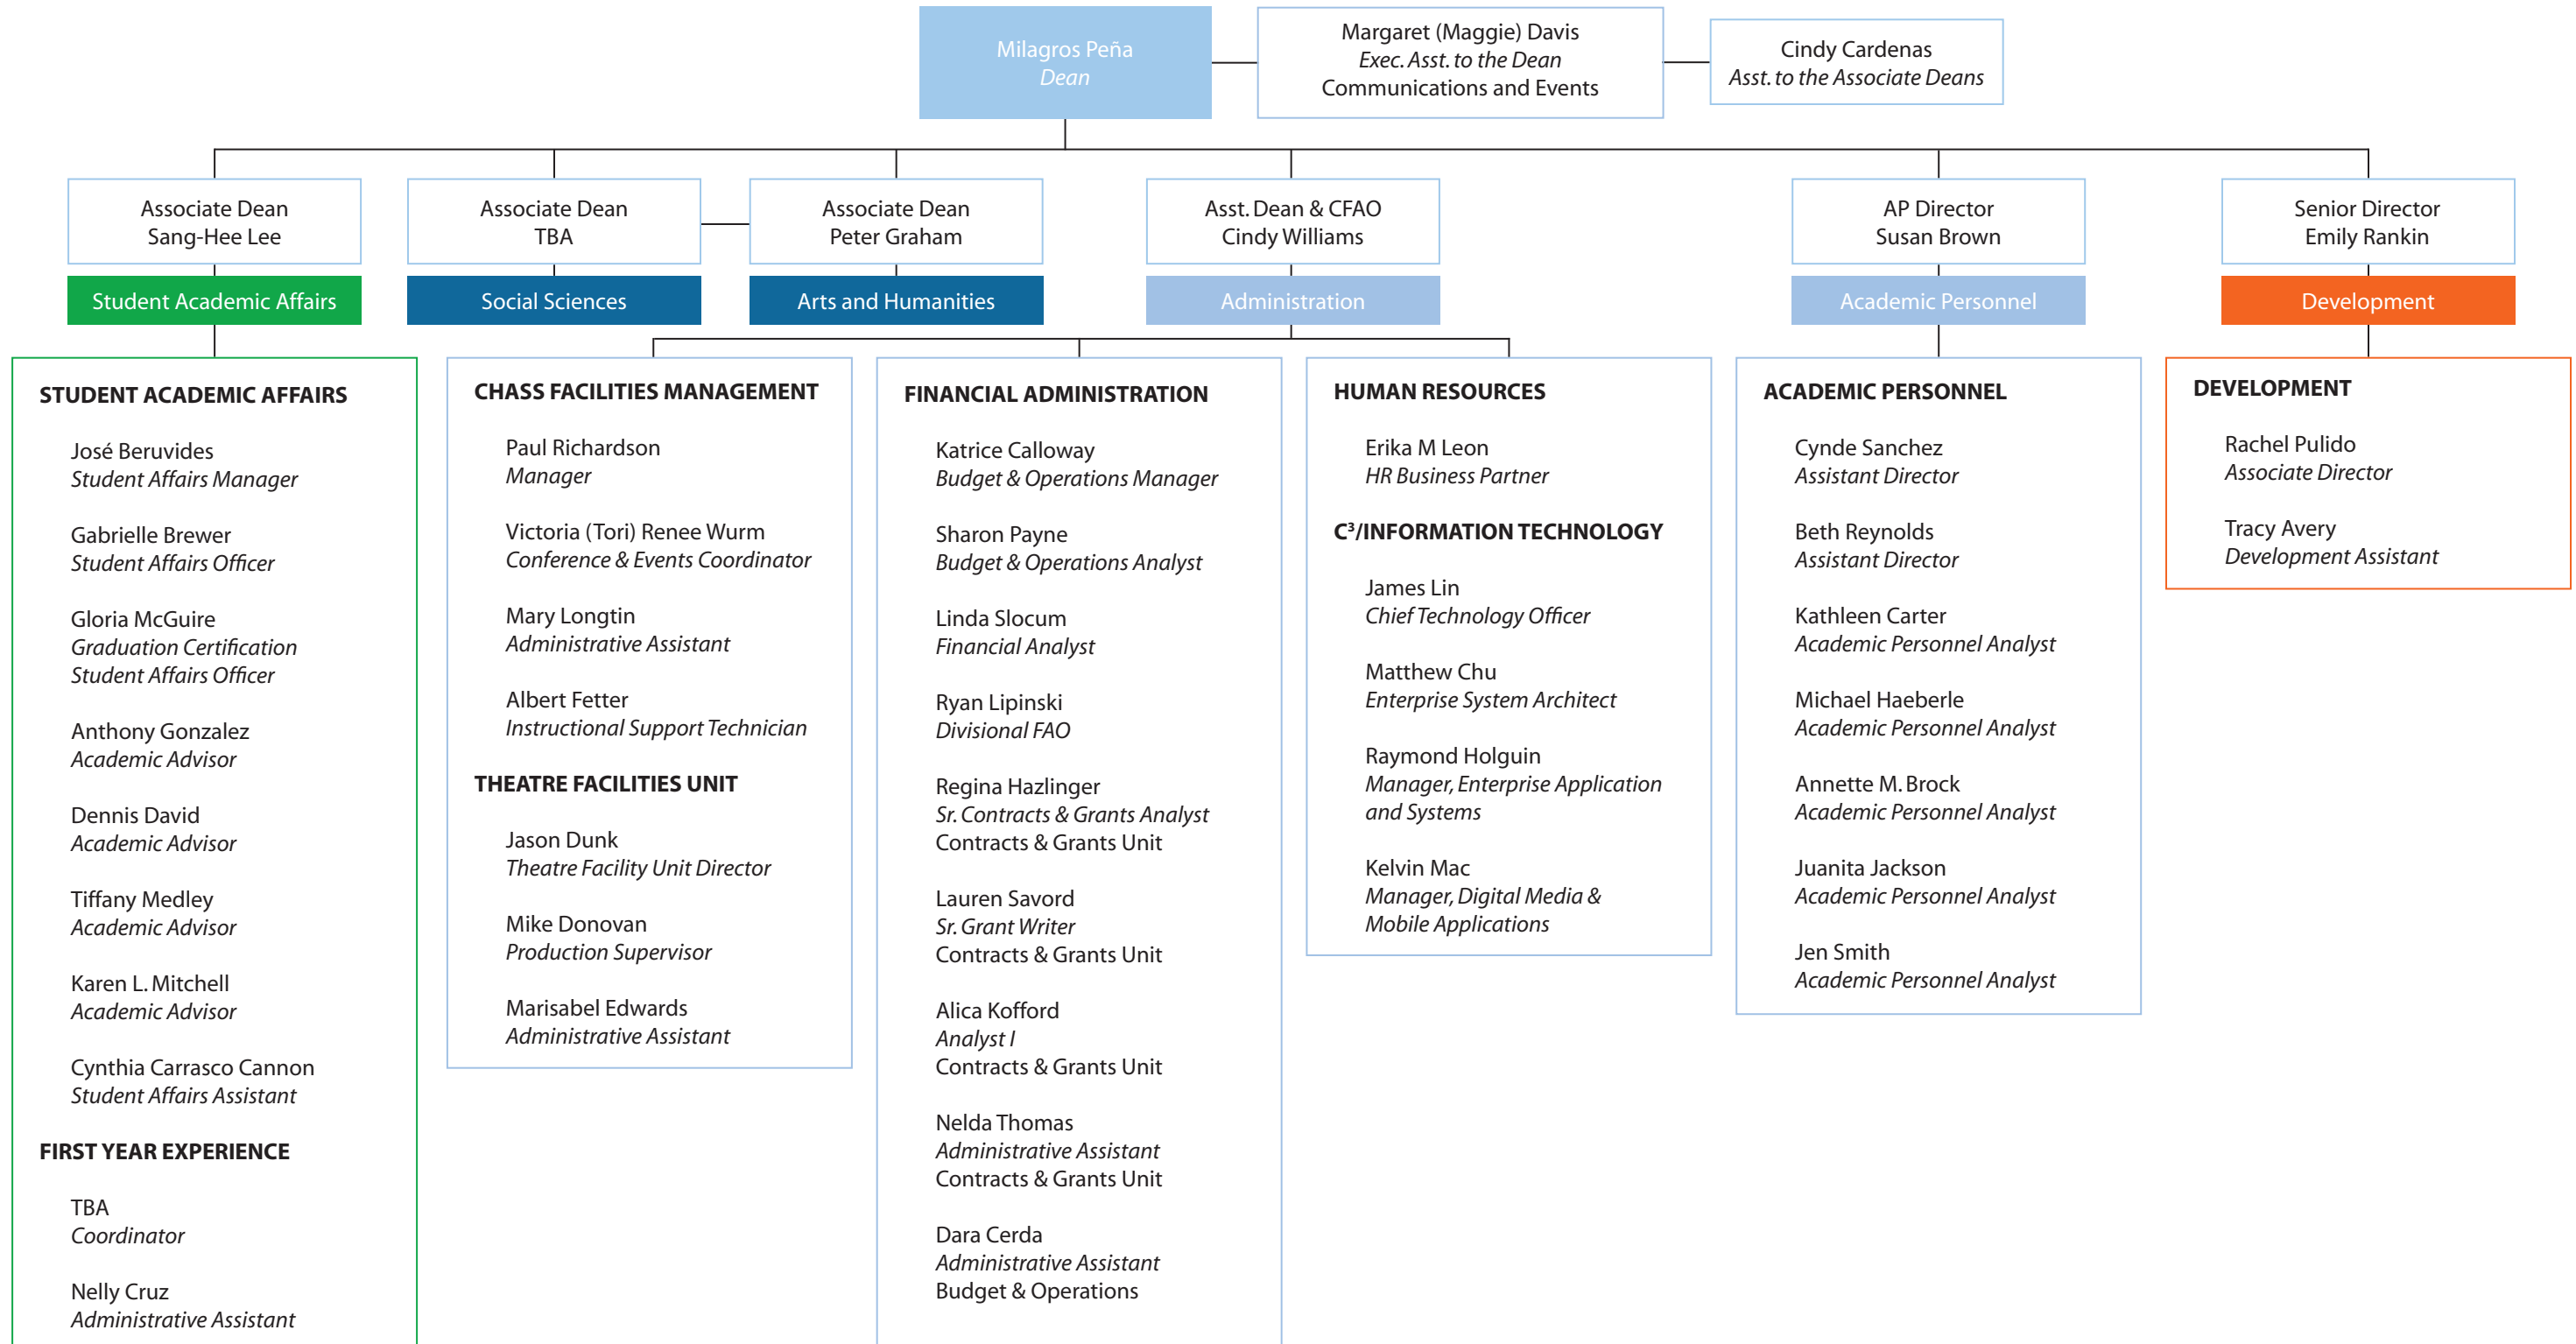 Milagros Peña
Dean
Margaret (Maggie) Davis
Exec. Asst. to the Dean
Communications and Events
Cindy Cardenas
Asst. to the Associate Deans
Associate Dean
Sang-Hee Lee
Student Academic Affairs
Associate Dean
TBA
Social Sciences
Associate Dean
Peter Graham
Arts and Humanities
Asst. Dean & CFAO
Cindy Williams
Administration
AP Director
Susan Brown
Academic Personnel
Senior Director
Emily Rankin
Development
STUDENT ACADEMIC AFFAIRS
José Beruvides
Student Affairs Manager
Gabrielle Brewer
Student Affairs Officer
Gloria McGuire
Graduation Certification
Student Affairs Officer
Anthony Gonzalez
Academic Advisor
Dennis David
Academic Advisor
Tiffany Medley
Academic Advisor
Karen L. Mitchell
Academic Advisor
Cynthia Carrasco Cannon
Student Affairs Assistant
FIRST YEAR EXPERIENCE
TBA
Coordinator
Nelly Cruz
Administrative Assistant
CHASS FACILITIES MANAGEMENT
Paul Richardson
Manager
Victoria (Tori) Renee Wurm
Conference & Events Coordinator
Mary Longtin
Administrative Assistant
Albert Fetter
Instructional Support Technician
THEATRE FACILITIES UNIT
Jason Dunk
Theatre Facility Unit Director
Mike Donovan
Production Supervisor
Marisabel Edwards
Administrative Assistant
FINANCIAL ADMINISTRATION
Katrice Calloway
Budget & Operations Manager
Sharon Payne
Budget & Operations Analyst
Linda Slocum
Financial Analyst
Ryan Lipinski
Divisional FAO
Regina Hazlinger
Sr. Contracts & Grants Analyst
Contracts & Grants Unit
Lauren Savord
Sr. Grant Writer
Contracts & Grants Unit
Alica Kofford
Analyst I
Contracts & Grants Unit
Nelda Thomas
Administrative Assistant
Contracts & Grants Unit
Dara Cerda
Administrative Assistant
Budget & Operations
HUMAN RESOURCES
Erika M Leon
HR Business Partner
C³/INFORMATION TECHNOLOGY
James Lin
Chief Technology Officer
Matthew Chu
Enterprise System Architect
Raymond Holguin
Manager, Enterprise Application
and Systems
Kelvin Mac
Manager, Digital Media &
Mobile Applications
ACADEMIC PERSONNEL
Cynde Sanchez
Assistant Director
Beth Reynolds
Assistant Director
Kathleen Carter
Academic Personnel Analyst
Michael Haeberle
Academic Personnel Analyst
Annette M. Brock
Academic Personnel Analyst
Juanita Jackson
Academic Personnel Analyst
Jen Smith
Academic Personnel Analyst
DEVELOPMENT
Rachel Pulido
Associate Director
Tracy Avery
Development Assistant